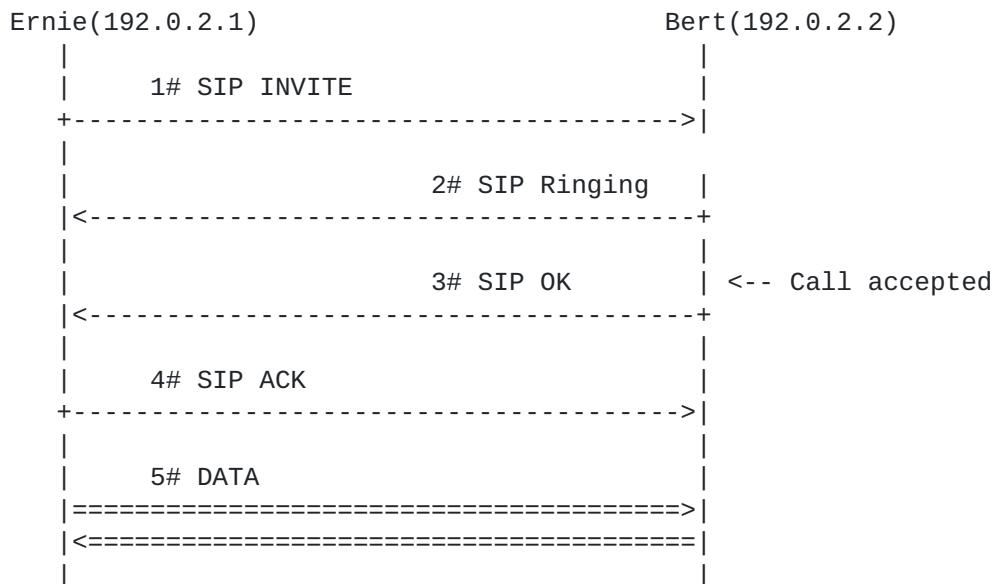 Ernie(192.0.2.1) Bert(192.0.2.2)
1# SIP INVITE
2# SIP Ringing
3# SIP OK <-- Call accepted
4# SIP ACK
5# DATA